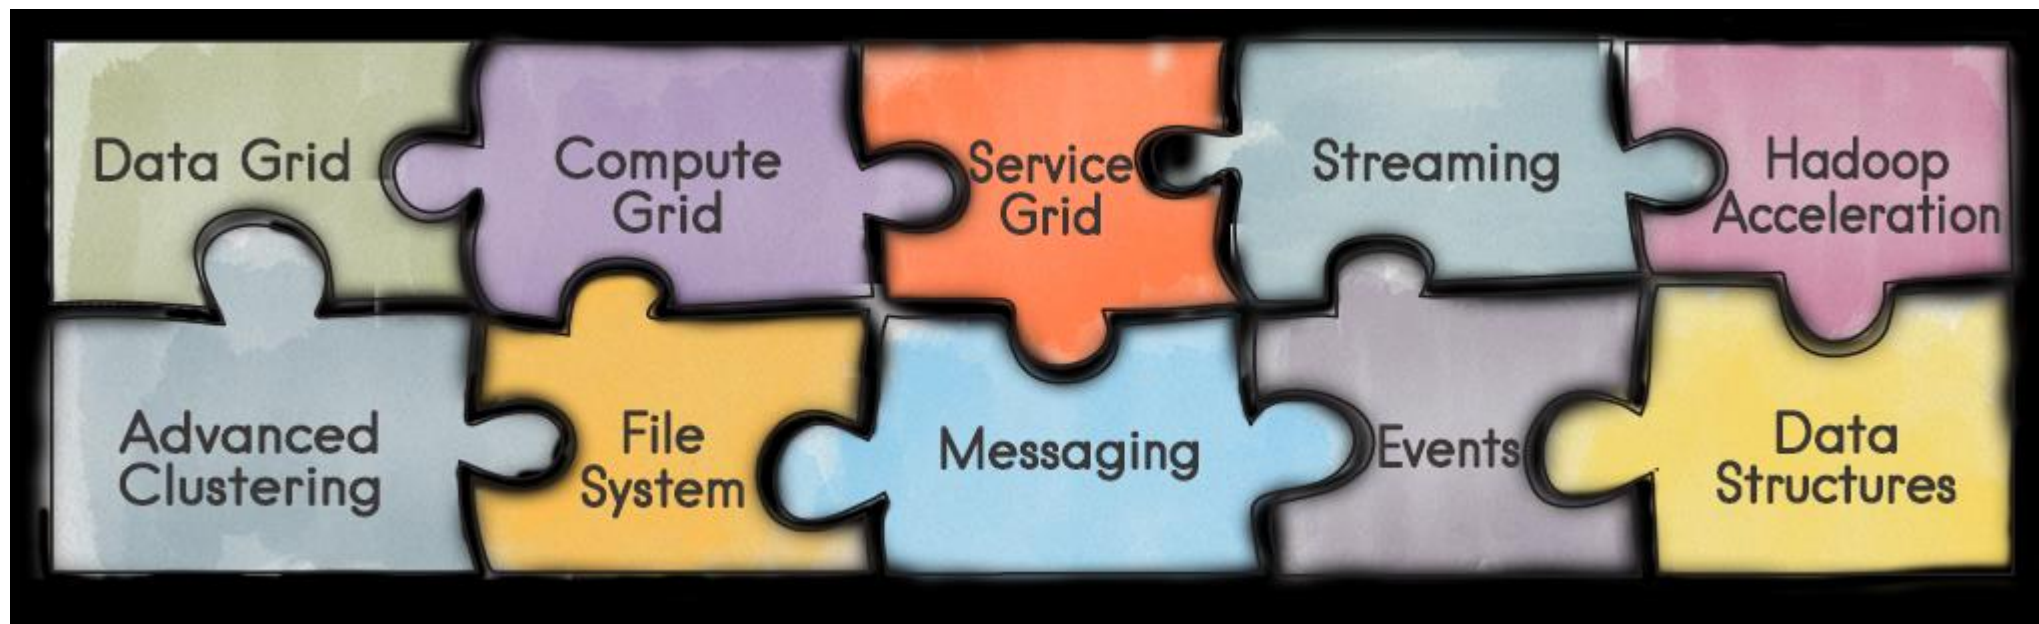 Data Grid
Compute
Grid
Service
Grid
Streaming
Hadoop
Acceleration
Advanced
Clustering
File
System
Messaging
Events
Data
Structures